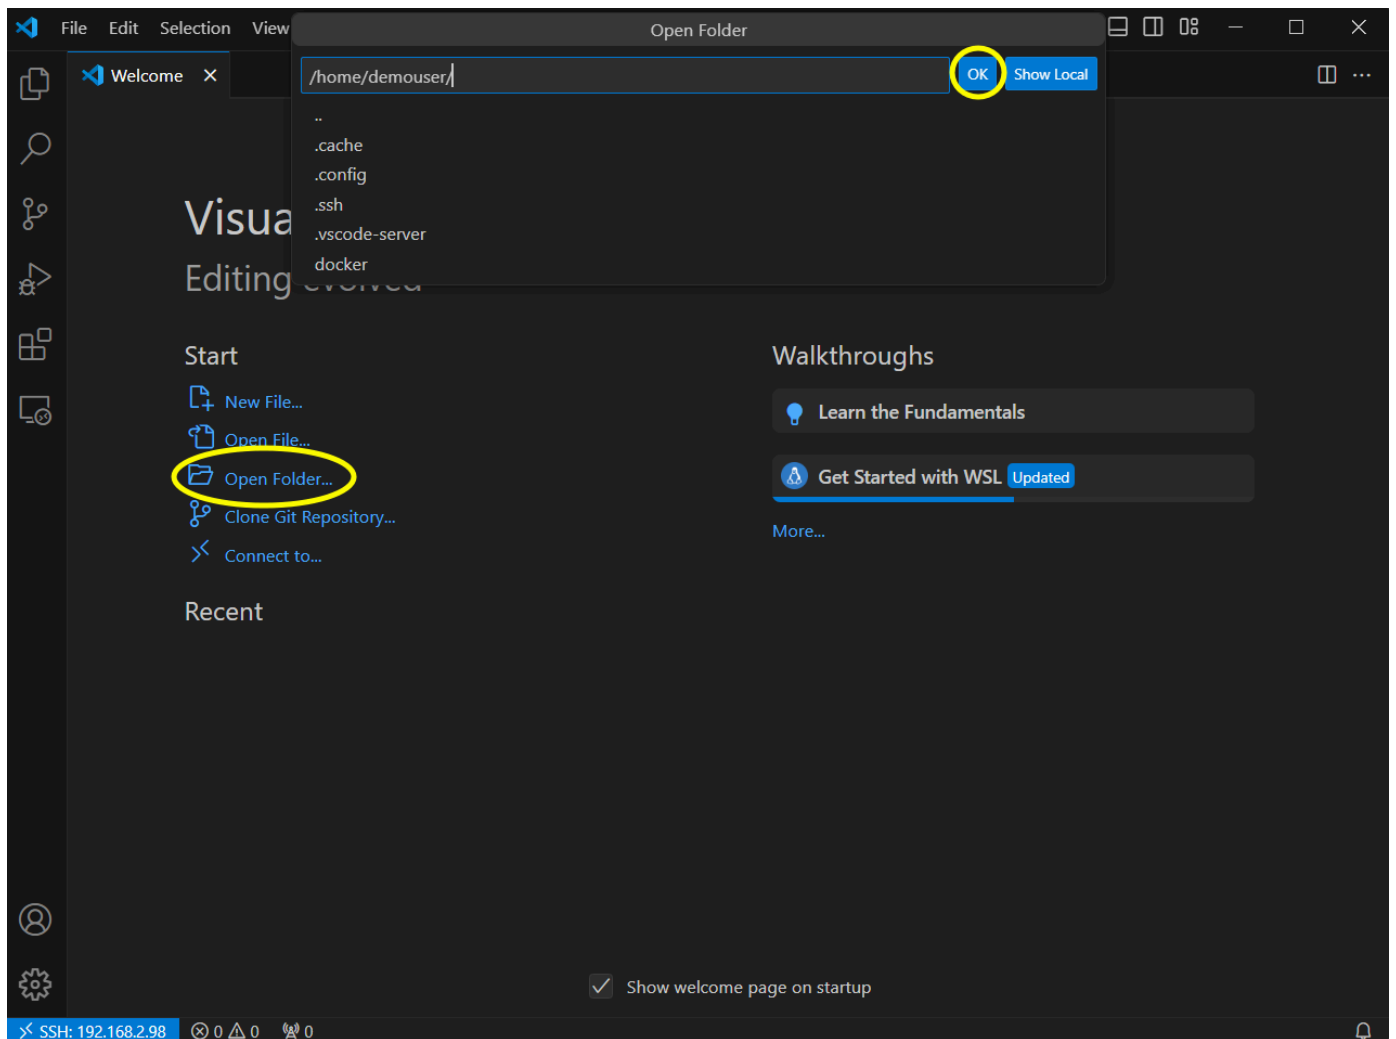 File Edit Selection View
Open Folder
Welcome
/home/demouser/
OK
Show Local
..
.cache
.config
.ssh
.vscode-server
docker
Visua
Editing evolved
Start
New File...
Open File...
Open Folder...
Clone Git Repository...
Connect to...
Recent
Walkthroughs
Learn the Fundamentals
Get Started with WSL Updated
More...
Show welcome page on startup
SSH: 192.168.2.98 0 0 0